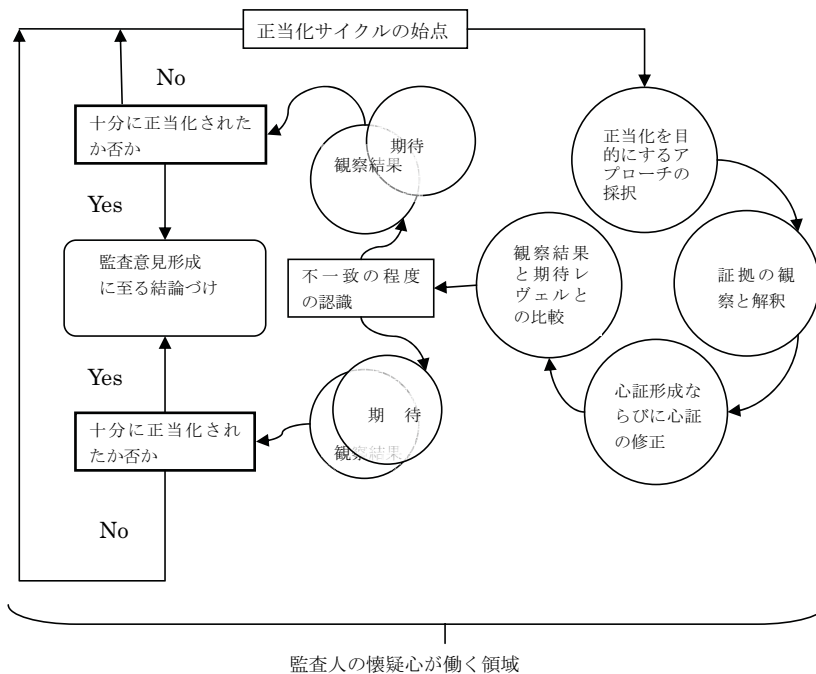 正当化サイクルの始点
No
十分に正当化された
か否か
Yes
監査意見形成
に至る結論づけ
Yes
十分に正当化され
たか否か
No
期待
観察結果
不一致の程度
の認識
期 待
観察結果
正当化を目
的にするア
プローチの
採択
証拠の観
察と解釈
心証形成な
らびに心証
の修正
観察結果
と期待レ
ヴェルと
の比較
監査人の懐疑心が働く領域